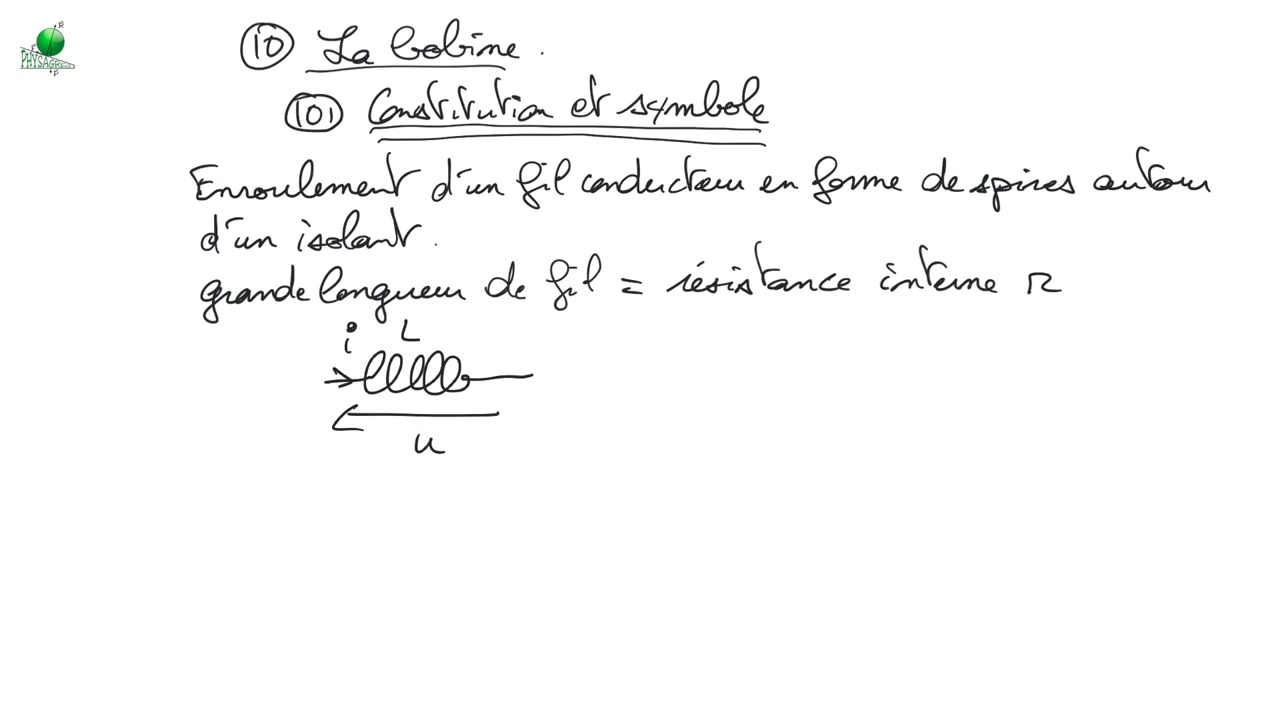 PHYSAGREG
10 La bobine.
101 Constitution et symbole
Enroulement d'un fil conducteur en forme de spires autour
d'un isolant.
grande longueur de fil = résistance interne r
i L
u